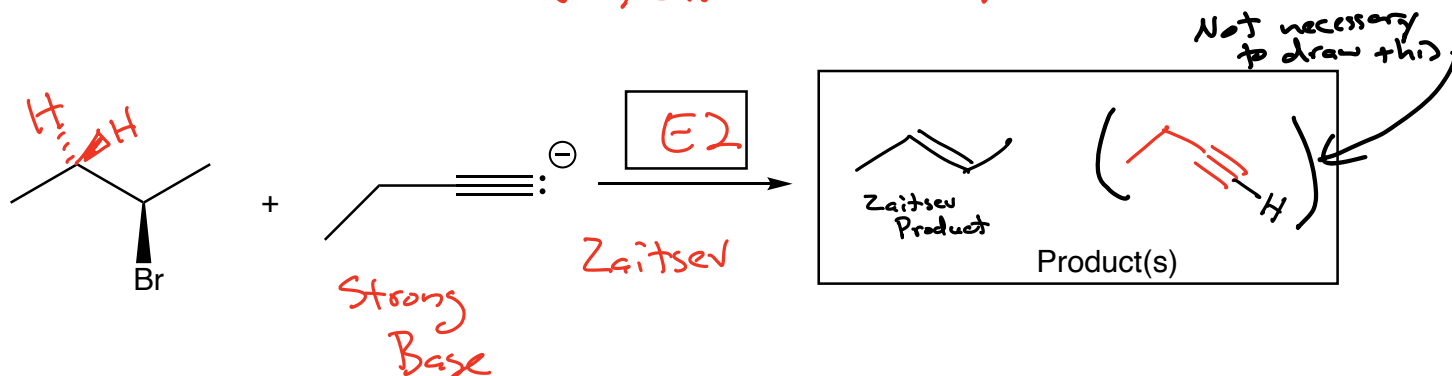 Not necessary
to draw this
H
H
E2
+
Br
Zaitsev
Product
H
Zaitsev
Product(s)
Strong
Base